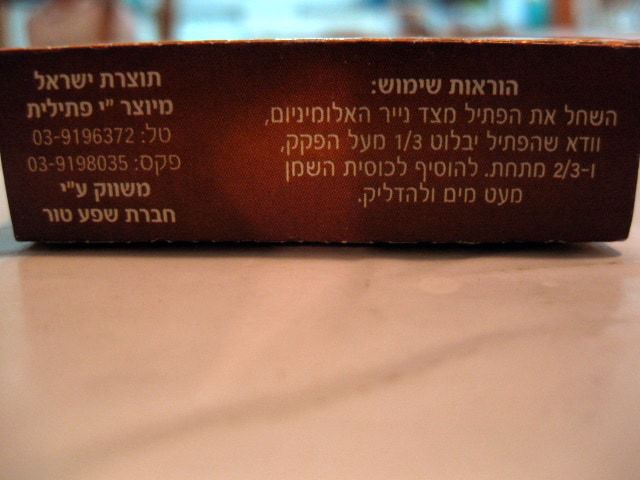 הוראות שימוש:
השחל את הפתיל מצד נייר האלומיניום,
וודא שהפתיל יבלוט 1/3 מעל הפקק,
ו-2/3 מתחת. להוסיף לכוסית השמן
מעט מים ולהדליק.
תוצרת ישראל
מיוצר "י פתילית
טל: 03-9196372
פקס: 03-9198035
משווק ע"י
חברת שפע טור